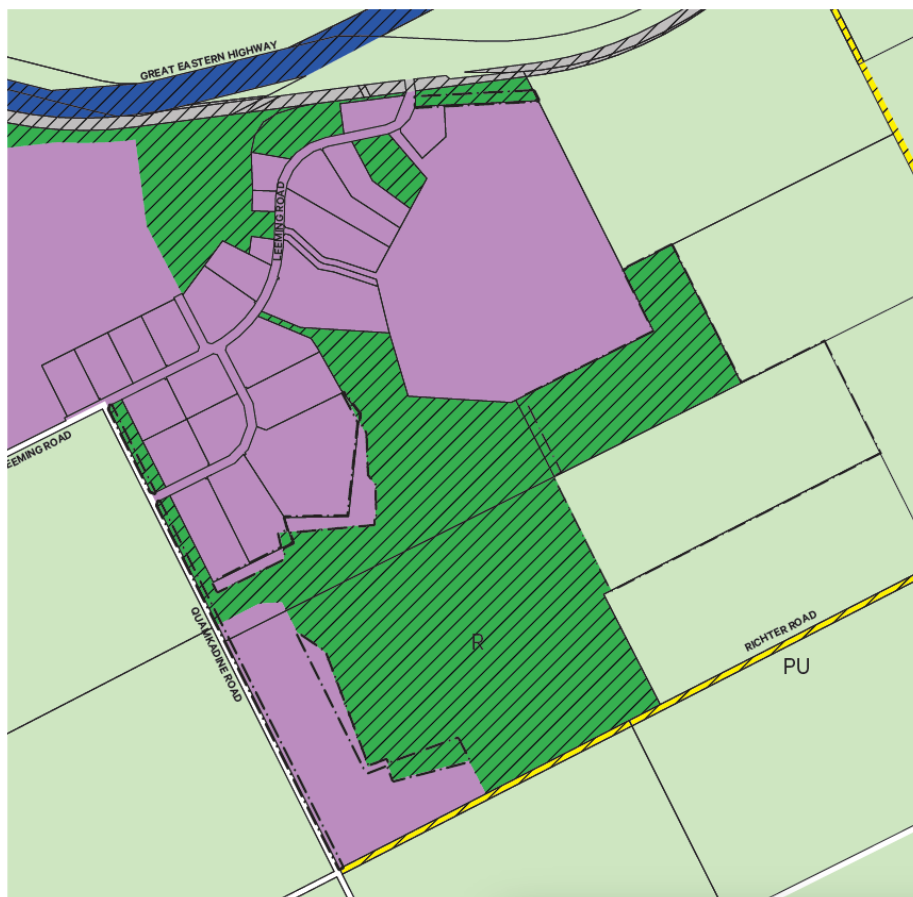 GREAT EASTERN HIGHWAY
LEEMING ROAD
LEEMING ROAD
QUAMKADINE ROAD
R
RICHTER ROAD
PU